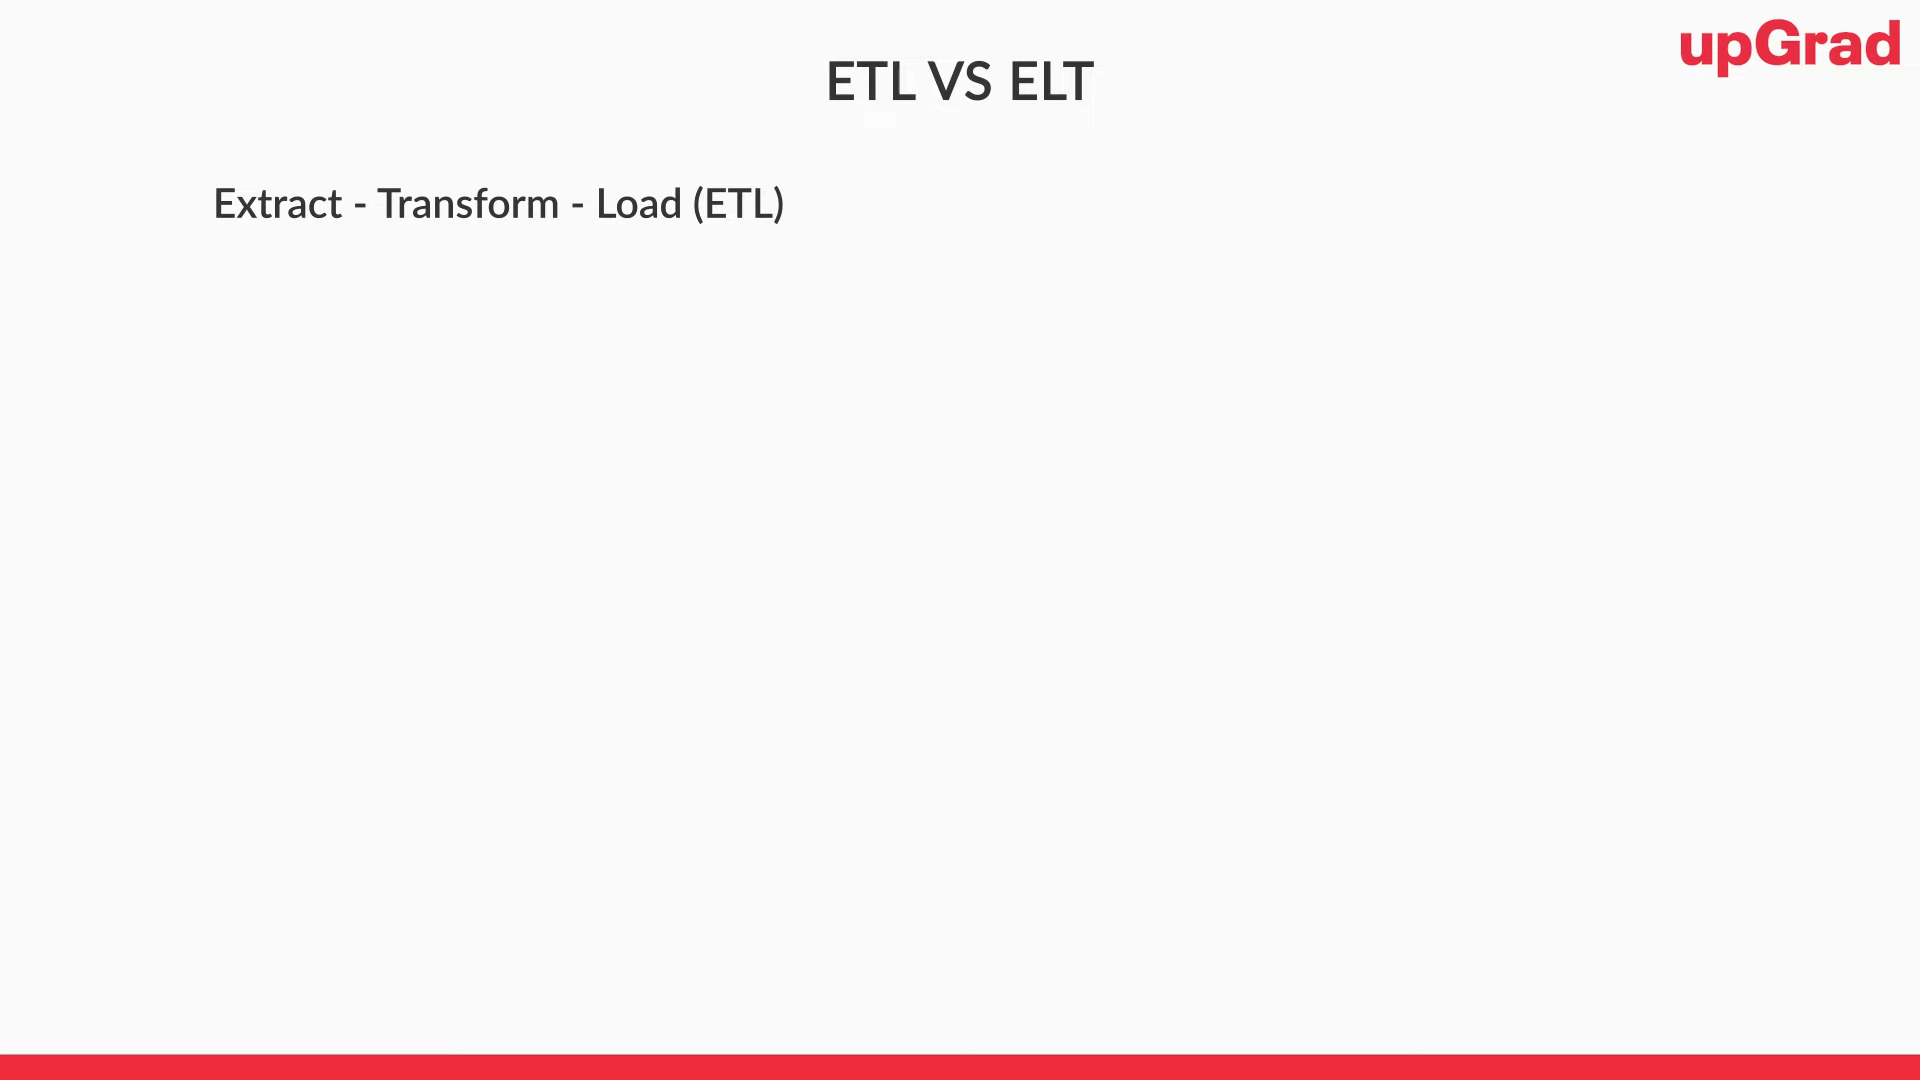 upGrad
ETL VS ELT
Extract - Transform - Load (ETL)